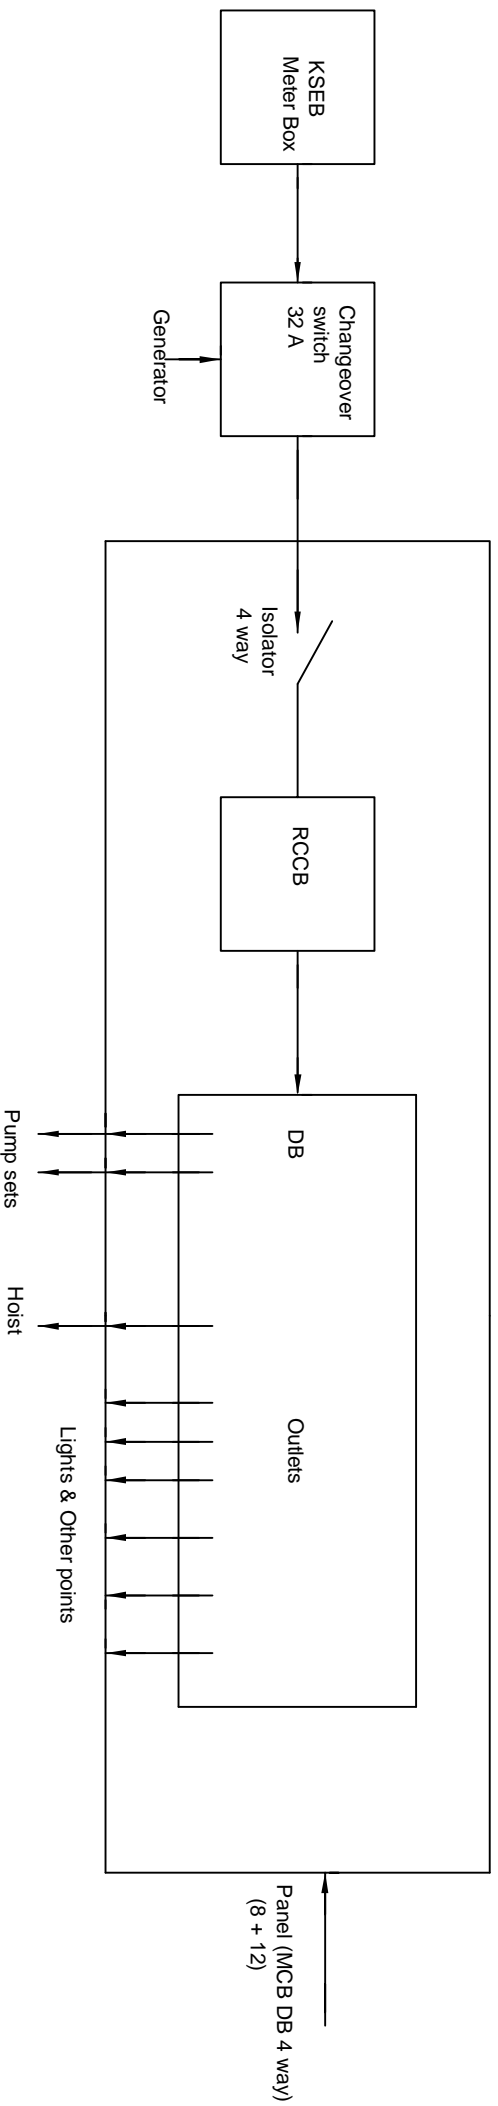 KSEB
Meter Box
Changeover
switch
32 A
Generator
Isolator
4 way
RCCB
DB
Outlets
Pump sets
Hoist
Lights & Other points
Panel (MCB DB 4 way)
(8 + 12)